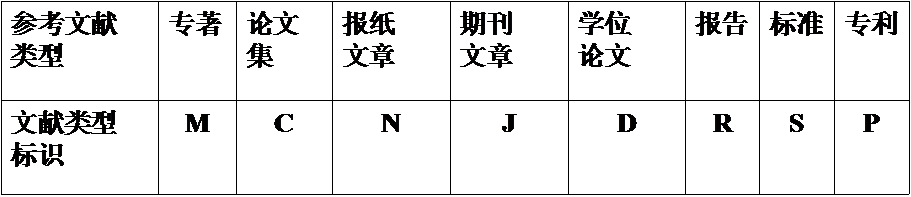 参考文献 专著 论文 报纸 期刊 学位 报告 标准 专利
类型 集 文章 文章 论文
文献类型 M C N J D R S P
标识